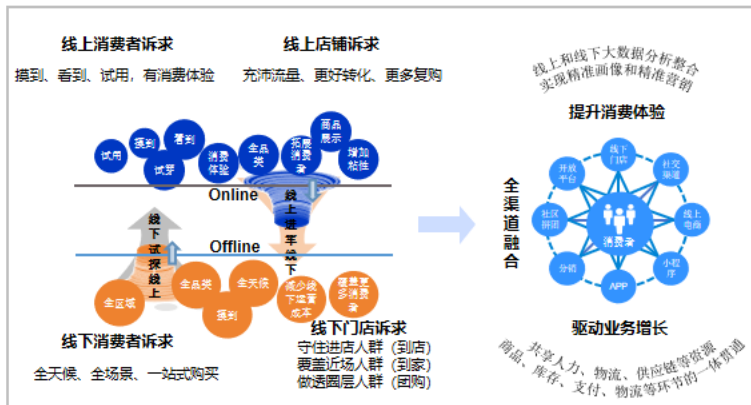 线上消费者诉求
摸到、看到、试用，有消费体验
线上店铺诉求
充沛流量、更好转化、更多复购
试用
摸到
看到
试穿
消费
体验
全品
类
拓展
消费
者
商品
展示
增加
粘性
Online
线上进军线下
Offline
线下试探线上
全区域
全品类
摸到
全天候
减少线
下运营
成本
覆盖更
多消费
者
线下消费者诉求
全天候、全场景、一站式购买
线下门店诉求
守住进店人群（到店）
覆盖近场人群（到家）
做透圈层人群（团购）
全渠道融合
线上和线下大数据分析整合
实现精准画像和精准营销
提升消费体验
线下
门店
社交
渠道
线上
电商
小程
序
APP
分销
社区
拼团
开放
平台
消费者
驱动业务增长
共享人力、物流、供应链等资源
商品、库存、支付、物流等环节的一体贯通